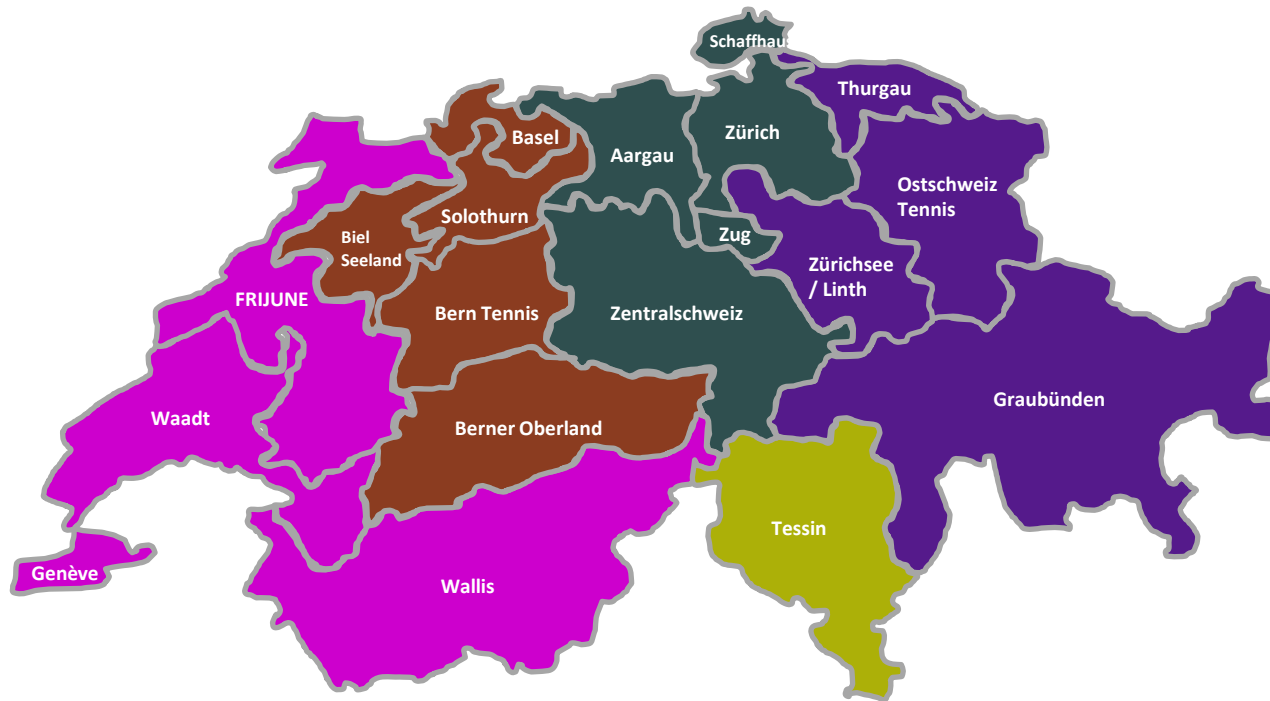 Schaffhaus
Thurgau
Basel
Zürich
Aargau
Ostschweiz
Tennis
Solothurn
Zug
Biel
Seeland
Zürichsee
/ Linth
FRIJUNE
Bern Tennis
Zentralschweiz
Graubünden
Waadt
Berner Oberland
Tessin
Genève
Wallis